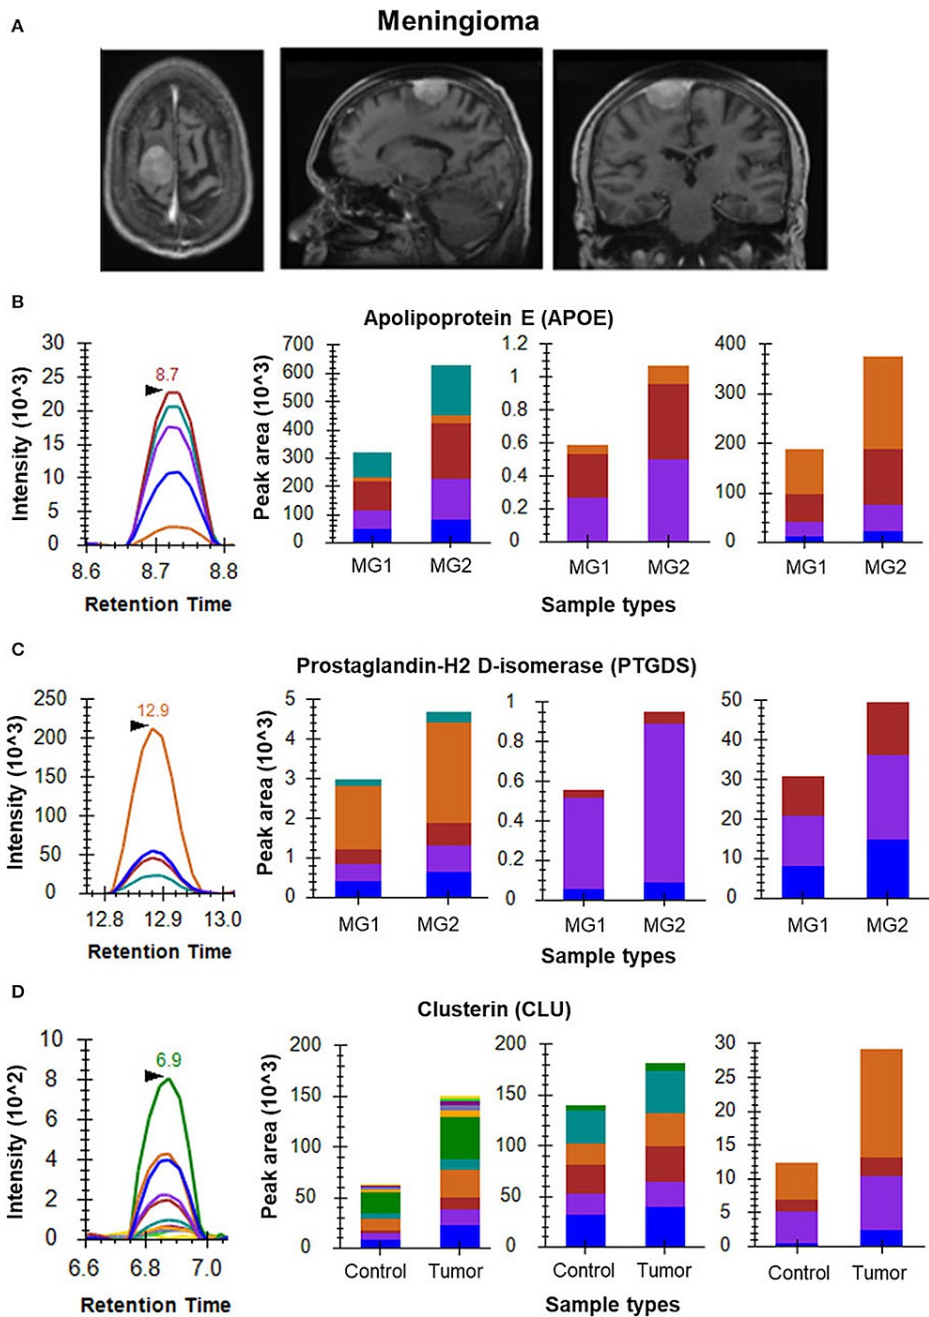 Meningioma
A
B
Apolipoprotein E (APOE)
Intensity (10^3)
30
25
20
15
10
5
0
8.7
8.6 8.7 8.8
Retention Time
Peak area (10^3)
700
600
500
400
300
200
100
0
MG1 MG2
1.2
1
0.8
0.6
0.4
0.2
0
MG1 MG2
400
300
200
100
0
MG1 MG2
Sample types
C
Prostaglandin-H2 D-isomerase (PTGDS)
Intensity (10^3)
250
200
150
100
50
0
12.9
12.8 12.9 13.0
Retention Time
Peak area (10^3)
5
4
3
2
1
0
MG1 MG2
1
0.6
0.4
0.2
0
MG1 MG2
50
40
30
20
10
0
MG1 MG2
Sample types
D
Clusterin (CLU)
Intensity (10^2)
10
8
6
4
2
0
6.9
6.6 6.8 7.0
Retention Time
Peak area (10^3)
200
150
100
50
0
Control Tumor
200
150
100
50
0
Control Tumor
30
25
20
15
10
5
0
Control Tumor
Sample types